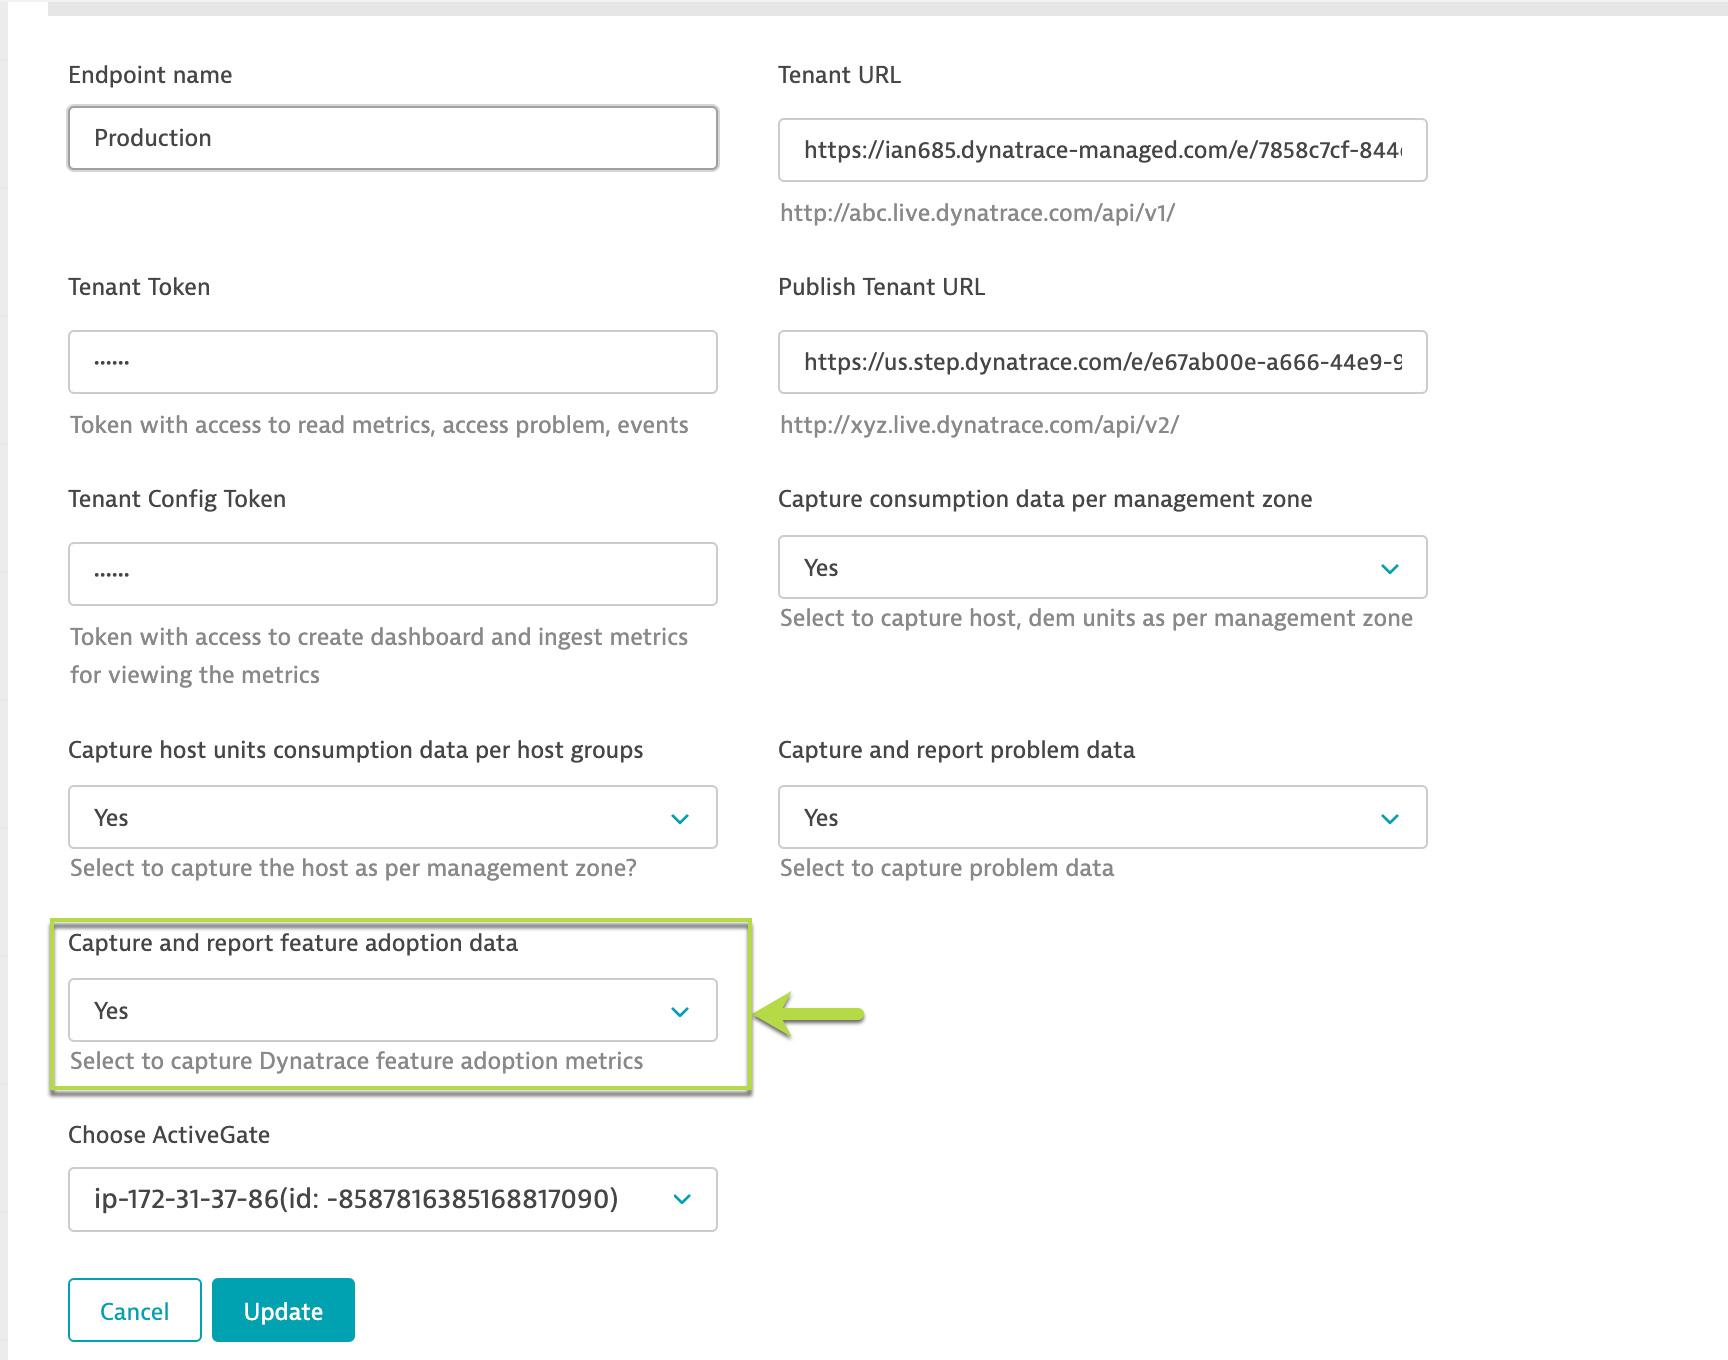 Endpoint name
Production
Tenant URL
https://ian685.dynatrace-managed.com/e/7858c7cf-844
http://abc.live.dynatrace.com/api/v1/
Tenant Token
······
Token with access to read metrics, access problem, events
Publish Tenant URL
https://us.step.dynatrace.com/e/e67ab00e-a666-44e9-9
http://xyz.live.dynatrace.com/api/v2/
Tenant Config Token
······
Token with access to create dashboard and ingest metrics
for viewing the metrics
Capture consumption data per management zone
Yes
Select to capture host, dem units as per management zone
Capture host units consumption data per host groups
Yes
Select to capture the host as per management zone?
Capture and report problem data
Yes
Select to capture problem data
Capture and report feature adoption data
Yes
Select to capture Dynatrace feature adoption metrics
Choose ActiveGate
ip-172-31-37-86(id: -8587816385168817090)
Cancel
Update